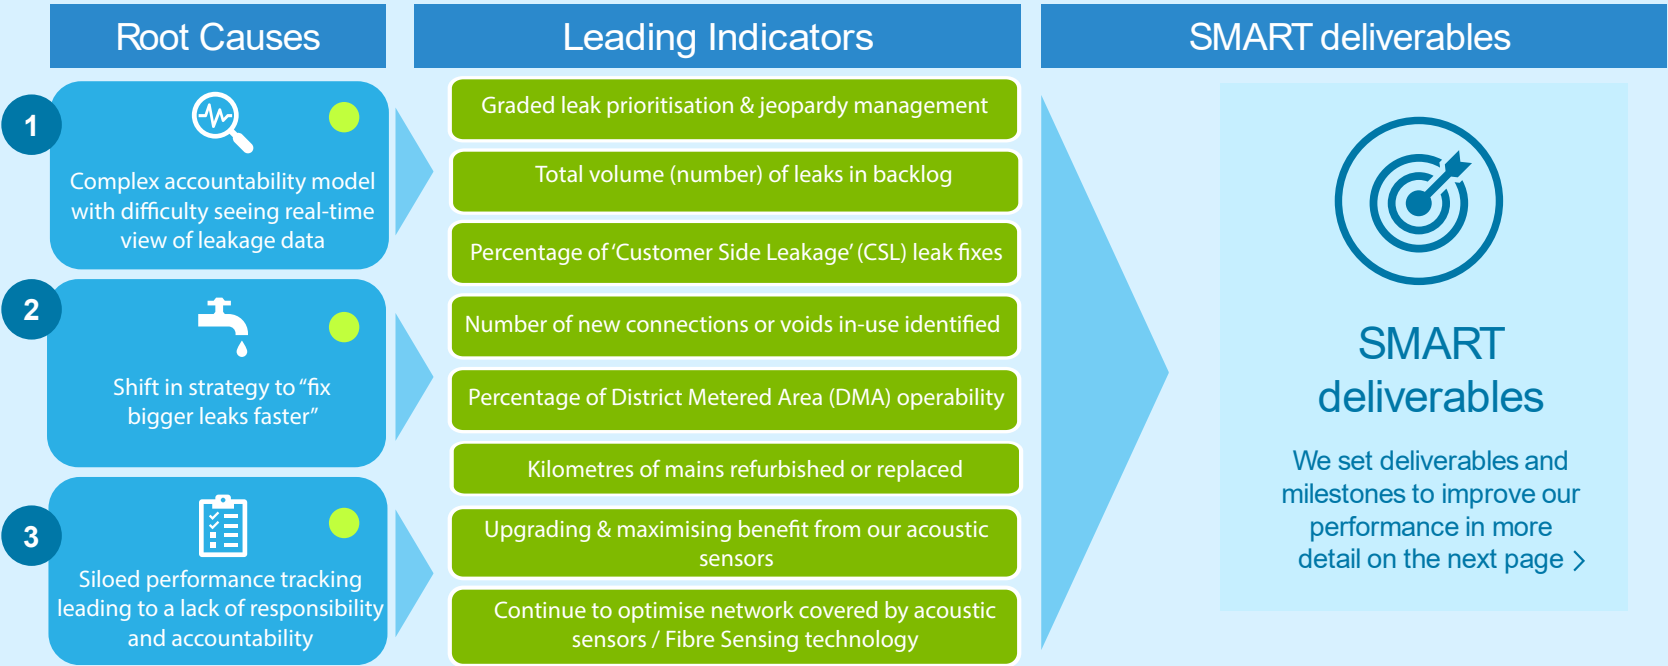 Root Causes
Leading Indicators
SMART deliverables
1
Complex accountability model
with difficulty seeing real-time
view of leakage data
2
Shift in strategy to “fix
bigger leaks faster”
3
Siloed performance tracking
leading to a lack of responsibility
and accountability
Graded leak prioritisation & jeopardy management
Total volume (number) of leaks in backlog
Percentage of ‘Customer Side Leakage’ (CSL) leak fixes
Number of new connections or voids in-use identified
Percentage of District Metered Area (DMA) operability
Kilometres of mains refurbished or replaced
Upgrading & maximising benefit from our acoustic
sensors
Continue to optimise network covered by acoustic
sensors / Fibre Sensing technology
SMART
deliverables
We set deliverables and
milestones to improve our
performance in more
detail on the next page >